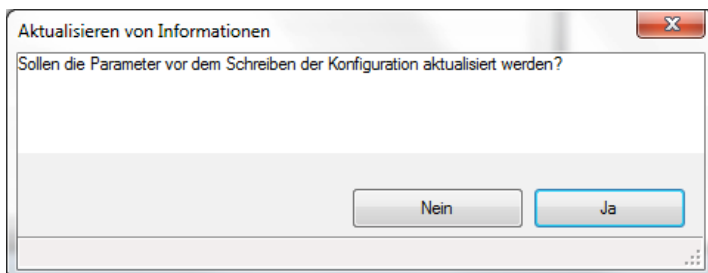 Aktualisieren von Informationen
Sollen die Parameter vor dem Schreiben der Konfiguration aktualisiert werden?
Nein
Ja